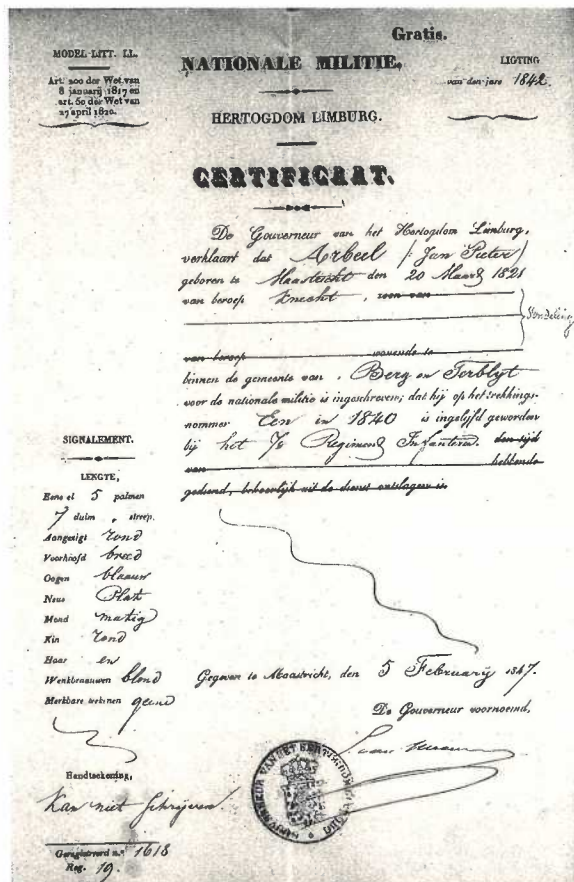 Gratis.
MODEL-LITT. LL.
Art. 200 der Wet van
8 januarij 1817 en
art. 60 der Wet van
27 april 1820.
NATIONALE MILITIE,
LIGTING
van den jare 1842.
HERTOGDOM LIMBURG.
CERTIFICAAT.
De Gouverneur van het Hertogdom Limburg,
verklaart dat Arbeel (Jan Pieter)
geboren te Maastricht den 20 Maart 1821
van beroep Knecht, zoon van
Vondeling
van beroep wonende te
binnen de gemeente van Berg en Terblyt
voor de nationale militie is ingeschreven; dat hij op het trekkings-
nommer Een in 1840 is ingelijfd geworden
bij het 7e Regiment Infanterie. den tijd
van hebbende
gediend, behoorlijk uit de dienst ontslagen is
SIGNALEMENT.
LENGTE,
Eene el 5 palmen
7 duim, streep.
Aangezigt rond
Voorhoofd breed
Oogen blaauw
Neus Plat
Mond matig
Kin rond
Haar en
Wenkbraauwen blond
Merkbare teekenen geene
Gegeven te Maastricht, den 5 February 1847.
De Gouverneur voornoemd,
Handteekening,
Kan niet schrijven.
Geregistreerd n.° 1618
Reg. 19.